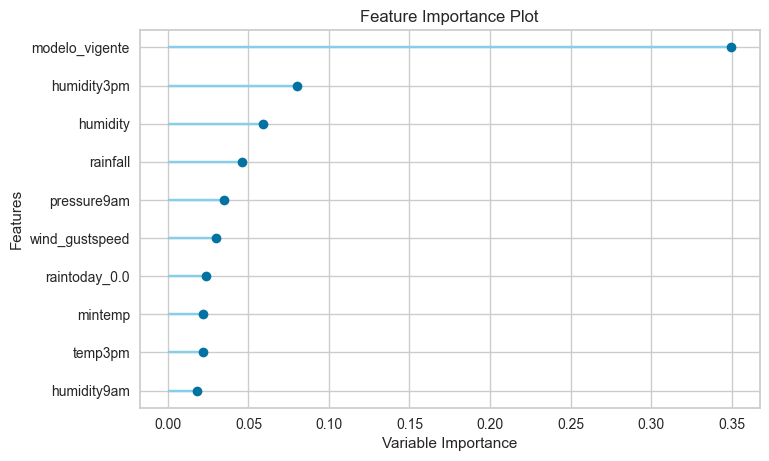 Feature Importance Plot
Features
modelo_vigente
humidity3pm
humidity
rainfall
pressure9am
wind_gustspeed
raintoday_0.0
mintemp
temp3pm
humidity9am
0.00 0.05 0.10 0.15 0.20 0.25 0.30 0.35
Variable Importance